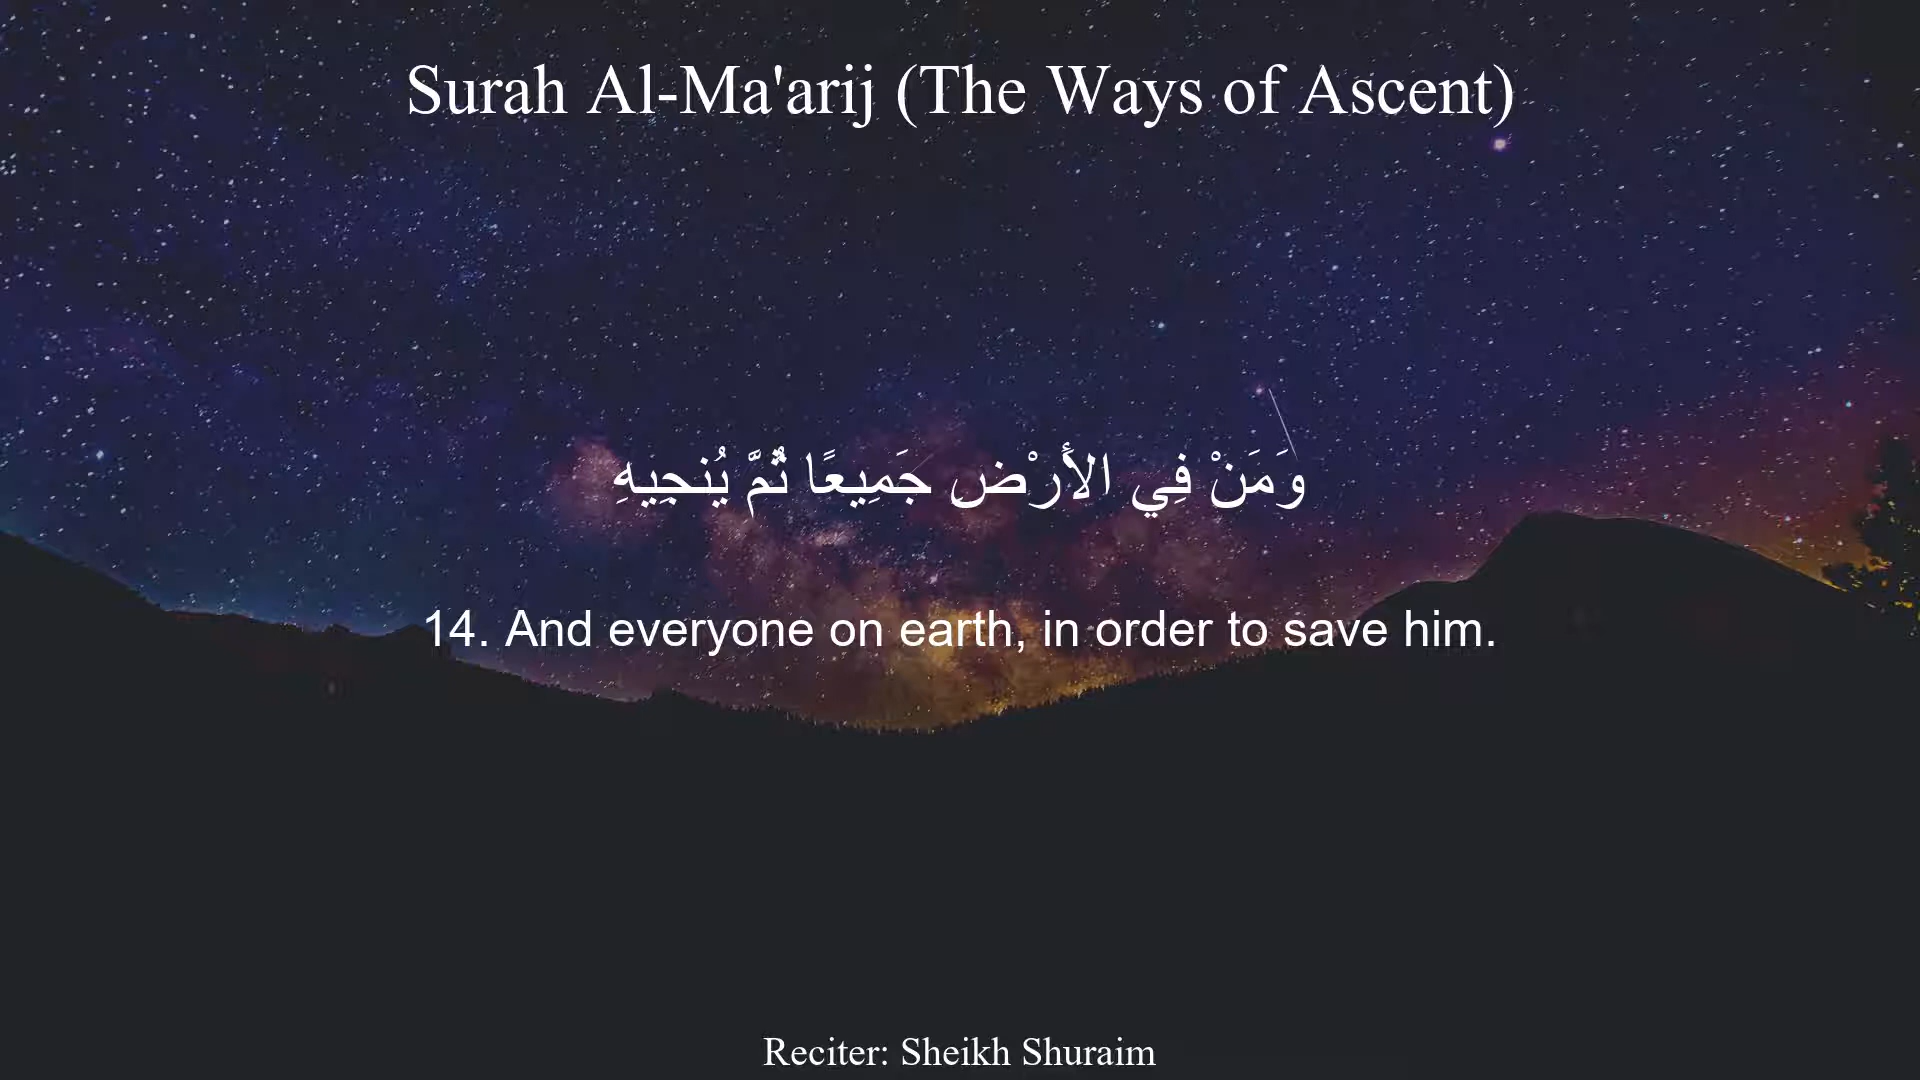 Surah Al-Ma'arij (The Ways of Ascent)
وَمَنْ فِي الأَرْضِ جَمِيعًا ثُمَّ يُنجِيهِ
14. And everyone on earth, in order to save him.
Reciter: Sheikh Shuraim